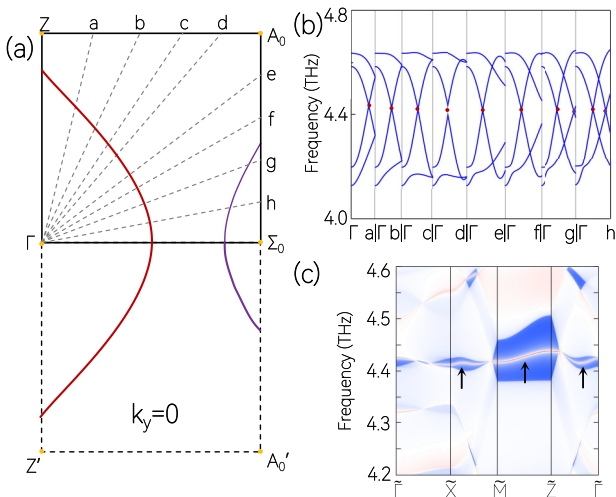 (a)
Z a b c d A₀
e
f
g
h
Γ Σ₀
k_y=0
Z′ A₀′
(b)
Frequency (THz)
4.8
4.4
4.0
Γ a|Γ b|Γ c|Γ d|Γ e|Γ f|Γ g|Γ h
(c)
Frequency (THz)
4.6
4.5
4.4
4.3
4.2
Γ̃ X̃ M̃ Z̃ Γ̃